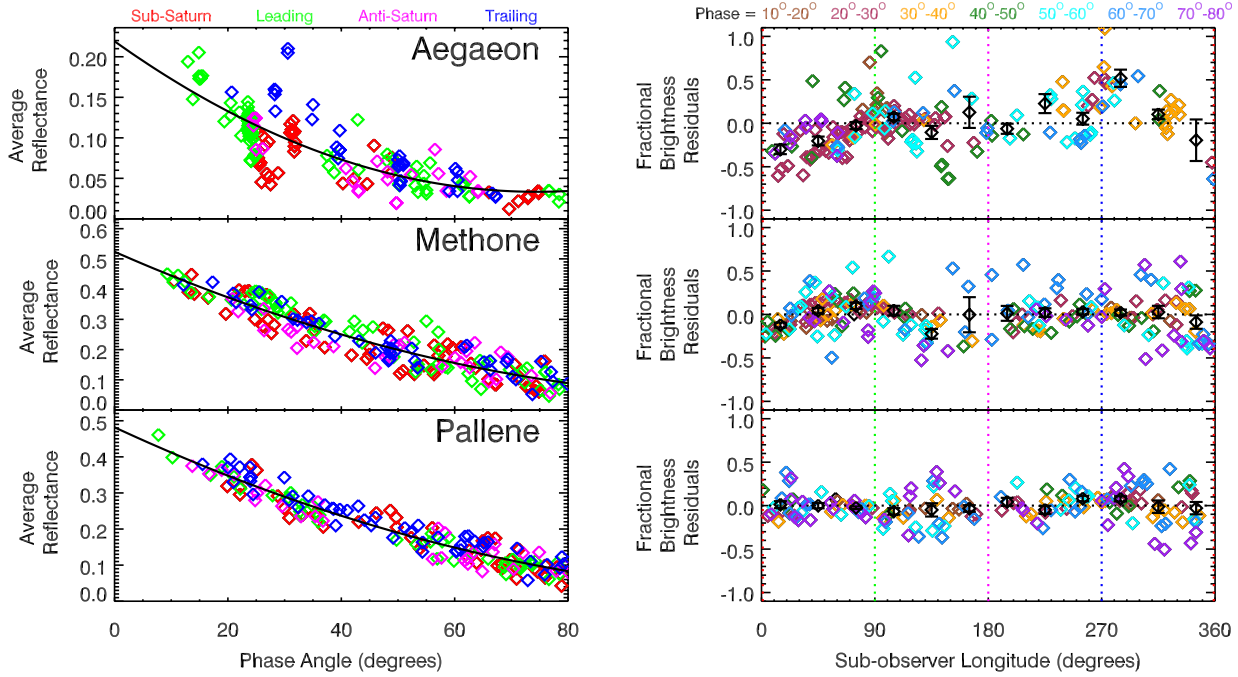 Sub-Saturn Leading Anti-Saturn Trailing
Aegaeon
0.20
0.15
0.10
0.05
0.00
Average
Reflectance
Methone
0.6
0.5
0.4
0.3
0.2
0.1
0.0
Average
Reflectance
Pallene
0.5
0.4
0.3
0.2
0.1
0.0
Average
Reflectance
0 20 40 60 80
Phase Angle (degrees)
Phase = 10°-20° 20°-30° 30°-40° 40°-50° 50°-60° 60°-70° 70°-80°
1.0
0.5
0.0
-0.5
-1.0
Fractional
Brightness
Residuals
1.0
0.5
0.0
-0.5
-1.0
Fractional
Brightness
Residuals
1.0
0.5
0.0
-0.5
-1.0
Fractional
Brightness
Residuals
0 90 180 270 360
Sub-observer Longitude (degrees)